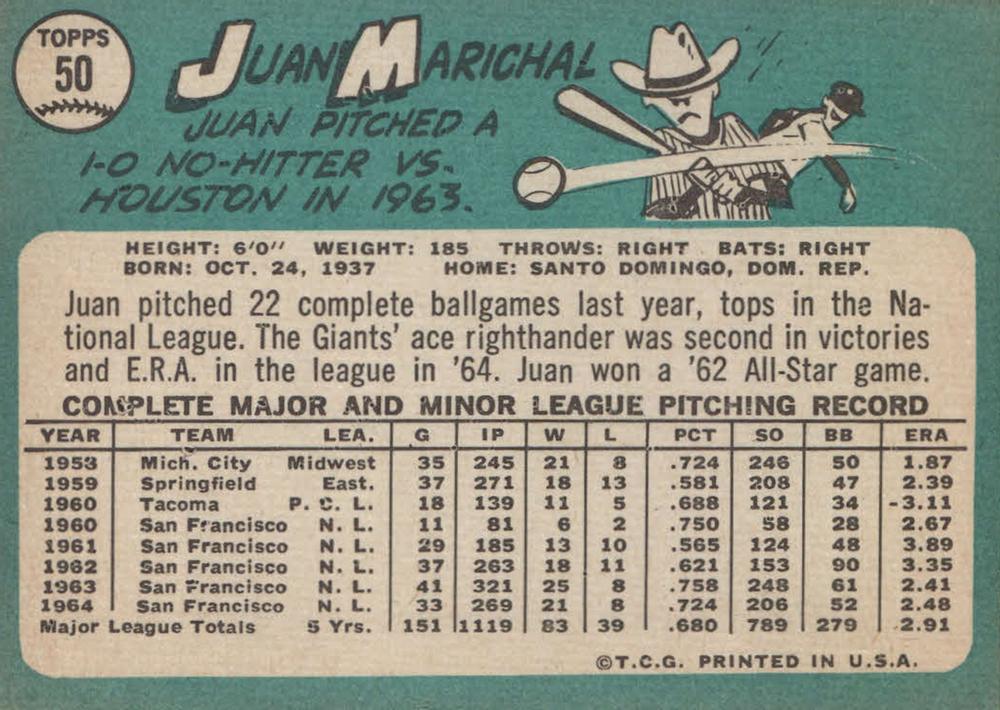 TOPPS
50
JUAN MARICHAL
JUAN PITCHED A
1-0 NO-HITTER VS.
HOUSTON IN 1963.
HEIGHT: 6'0" WEIGHT: 185 THROWS: RIGHT BATS: RIGHT
BORN: OCT. 24, 1937 HOME: SANTO DOMINGO, DOM. REP.
Juan pitched 22 complete ballgames last year, tops in the Na-
tional League. The Giants' ace righthander was second in victories
and E.R.A. in the league in '64. Juan won a '62 All-Star game.
COMPLETE MAJOR AND MINOR LEAGUE PITCHING RECORD
YEAR TEAM LEA. G IP W L PCT SO BB ERA
1958 Mich. City Midwest 35 245 21 8 .724 246 50 1.87
1959 Springfield East. 37 271 18 13 .581 208 47 2.39
1960 Tacoma P. C. L. 18 139 11 5 .688 121 34 3.11
1960 San Francisco N. L. 11 81 6 2 .750 58 28 2.67
1961 San Francisco N. L. 29 185 13 10 .565 124 48 3.89
1962 San Francisco N. L. 37 263 18 11 .621 153 90 3.35
1963 San Francisco N. L. 41 321 25 8 .758 248 61 2.41
1964 San Francisco N. L. 33 269 21 8 .724 206 52 2.48
Major League Totals 5 Yrs. 151 1119 83 39 .680 789 279 2.91
©T.C.G. PRINTED IN U.S.A.